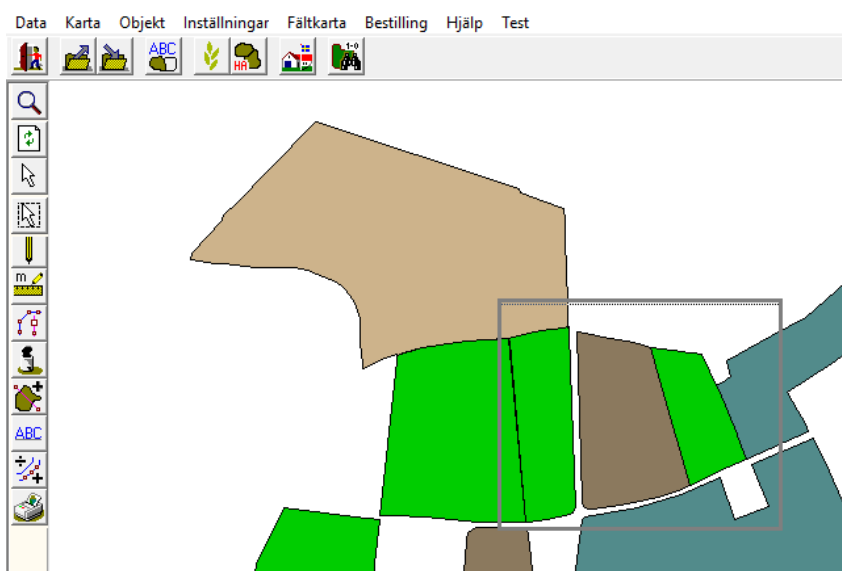 Data Karta Objekt Inställningar Fältkarta Bestilling Hjälp Test
ABC HA 1-0
m
ABC